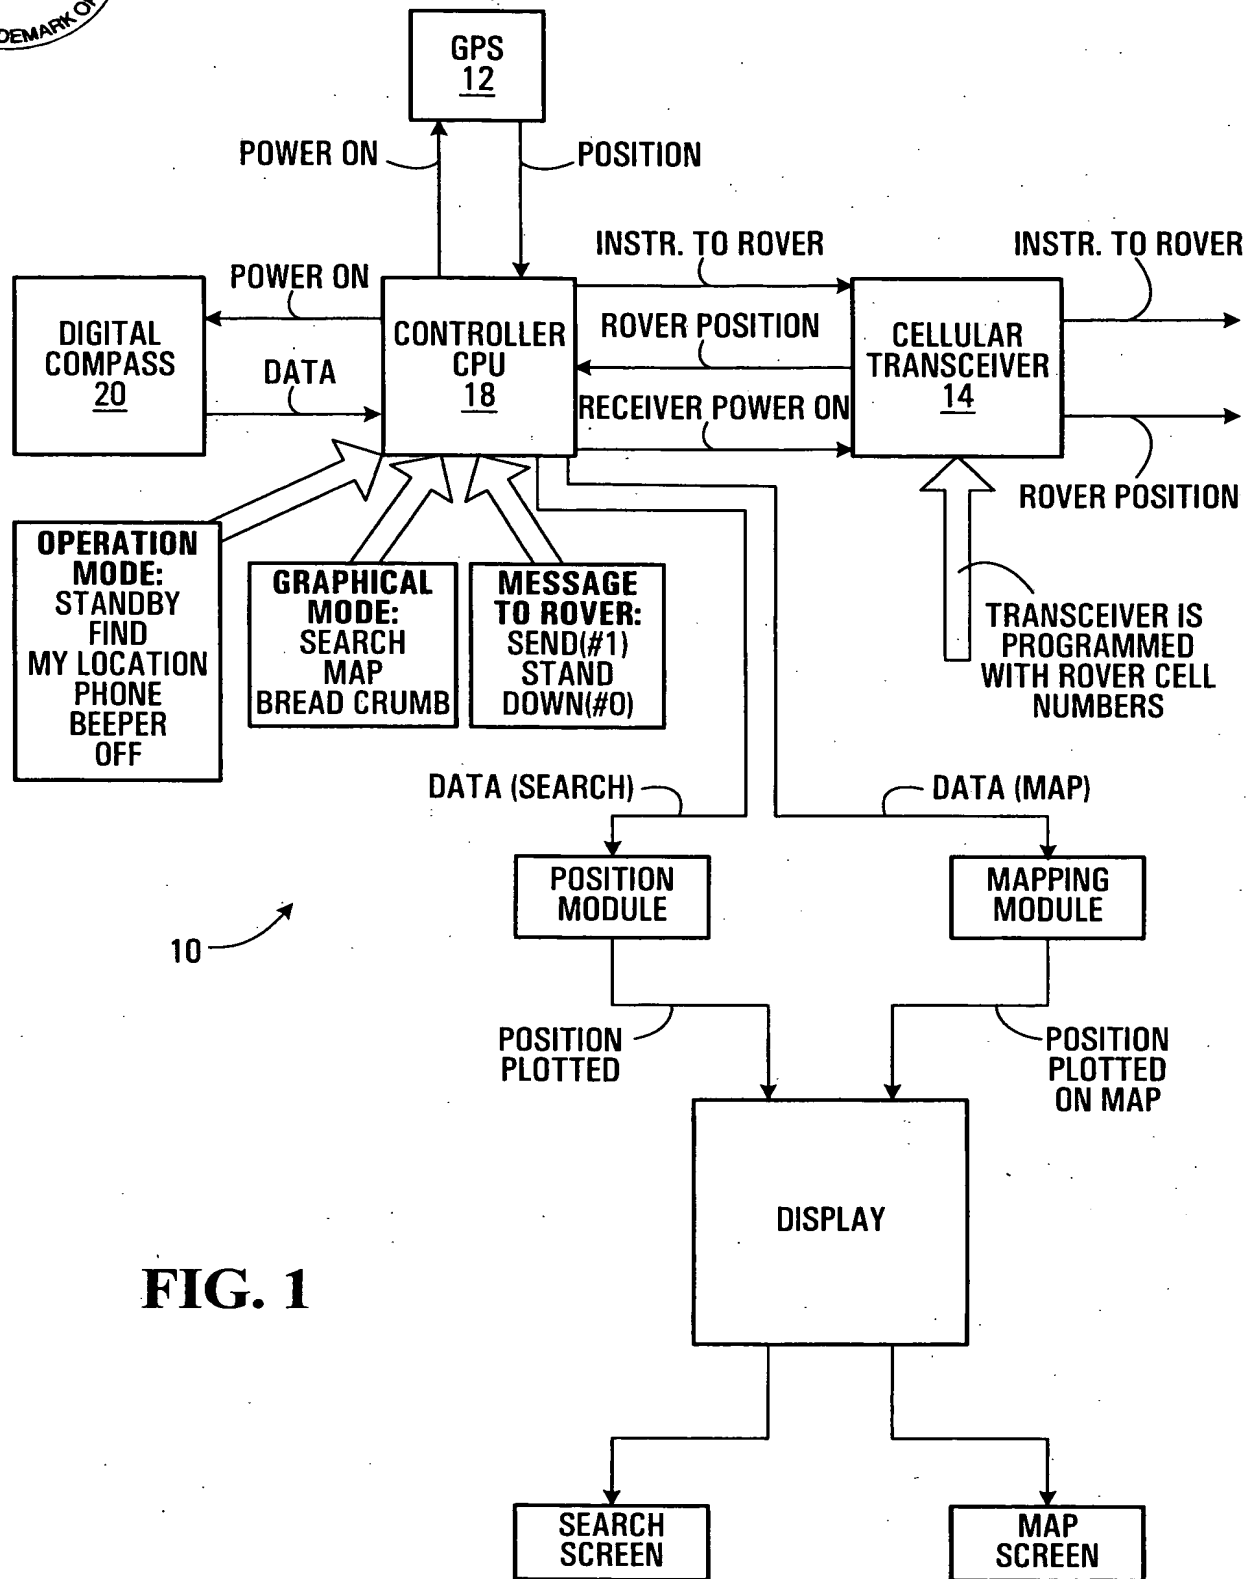 DEMARK O
GPS
12
POWER ON
POSITION
INSTR. TO ROVER
INSTR. TO ROVER
POWER ON
DIGITAL
COMPASS
20
DATA
CONTROLLER
CPU
18
ROVER POSITION
RECEIVER POWER ON
CELLULAR
TRANSCEIVER
14
ROVER POSITION
OPERATION
MODE:
STANDBY
FIND
MY LOCATION
PHONE
BEEPER
OFF
GRAPHICAL
MODE:
SEARCH
MAP
BREAD CRUMB
MESSAGE
TO ROVER:
SEND(#1)
STAND
DOWN(#0)
TRANSCEIVER IS
PROGRAMMED
WITH ROVER CELL
NUMBERS
DATA (SEARCH)
DATA (MAP)
POSITION
MODULE
MAPPING
MODULE
10
POSITION
PLOTTED
POSITION
PLOTTED
ON MAP
DISPLAY
FIG. 1
SEARCH
SCREEN
MAP
SCREEN